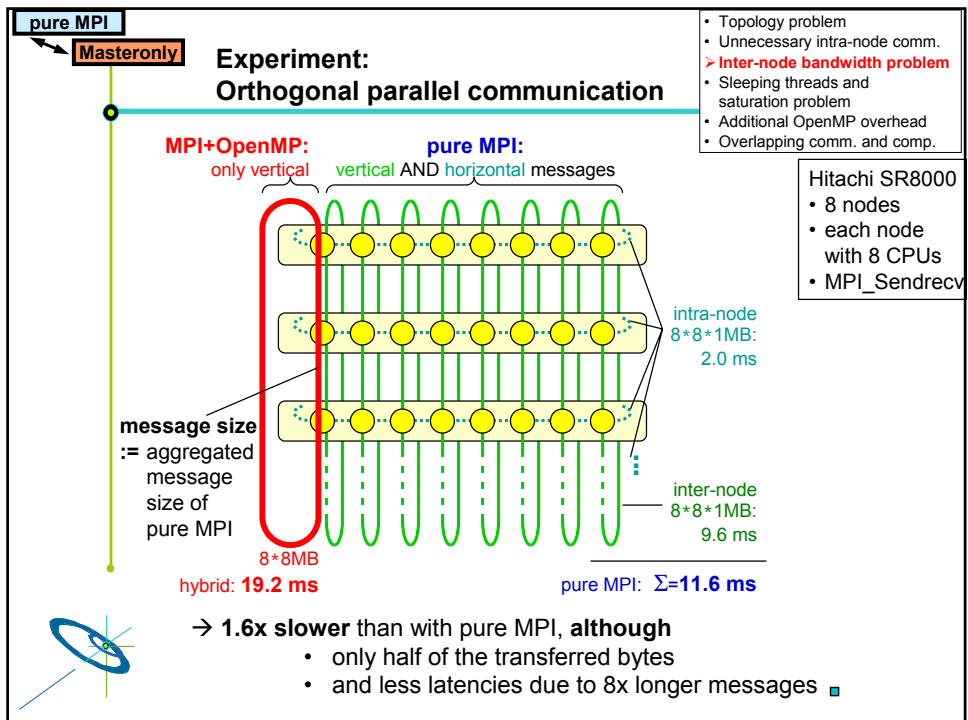 pure MPI
Masteronly
Experiment:
Orthogonal parallel communication
• Topology problem
• Unnecessary intra-node comm.
➢ Inter-node bandwidth problem
• Sleeping threads and
saturation problem
• Additional OpenMP overhead
• Overlapping comm. and comp.
Hitachi SR8000
• 8 nodes
• each node
with 8 CPUs
• MPI_Sendrecv
MPI+OpenMP:
only vertical
pure MPI:
vertical AND horizontal messages
intra-node
8*8*1MB:
2.0 ms
message size
:= aggregated
message
size of
pure MPI
inter-node
8*8*1MB:
9.6 ms
8*8MB
hybrid: 19.2 ms
pure MPI: Σ=11.6 ms
→ 1.6x slower than with pure MPI, although
• only half of the transferred bytes
• and less latencies due to 8x longer messages